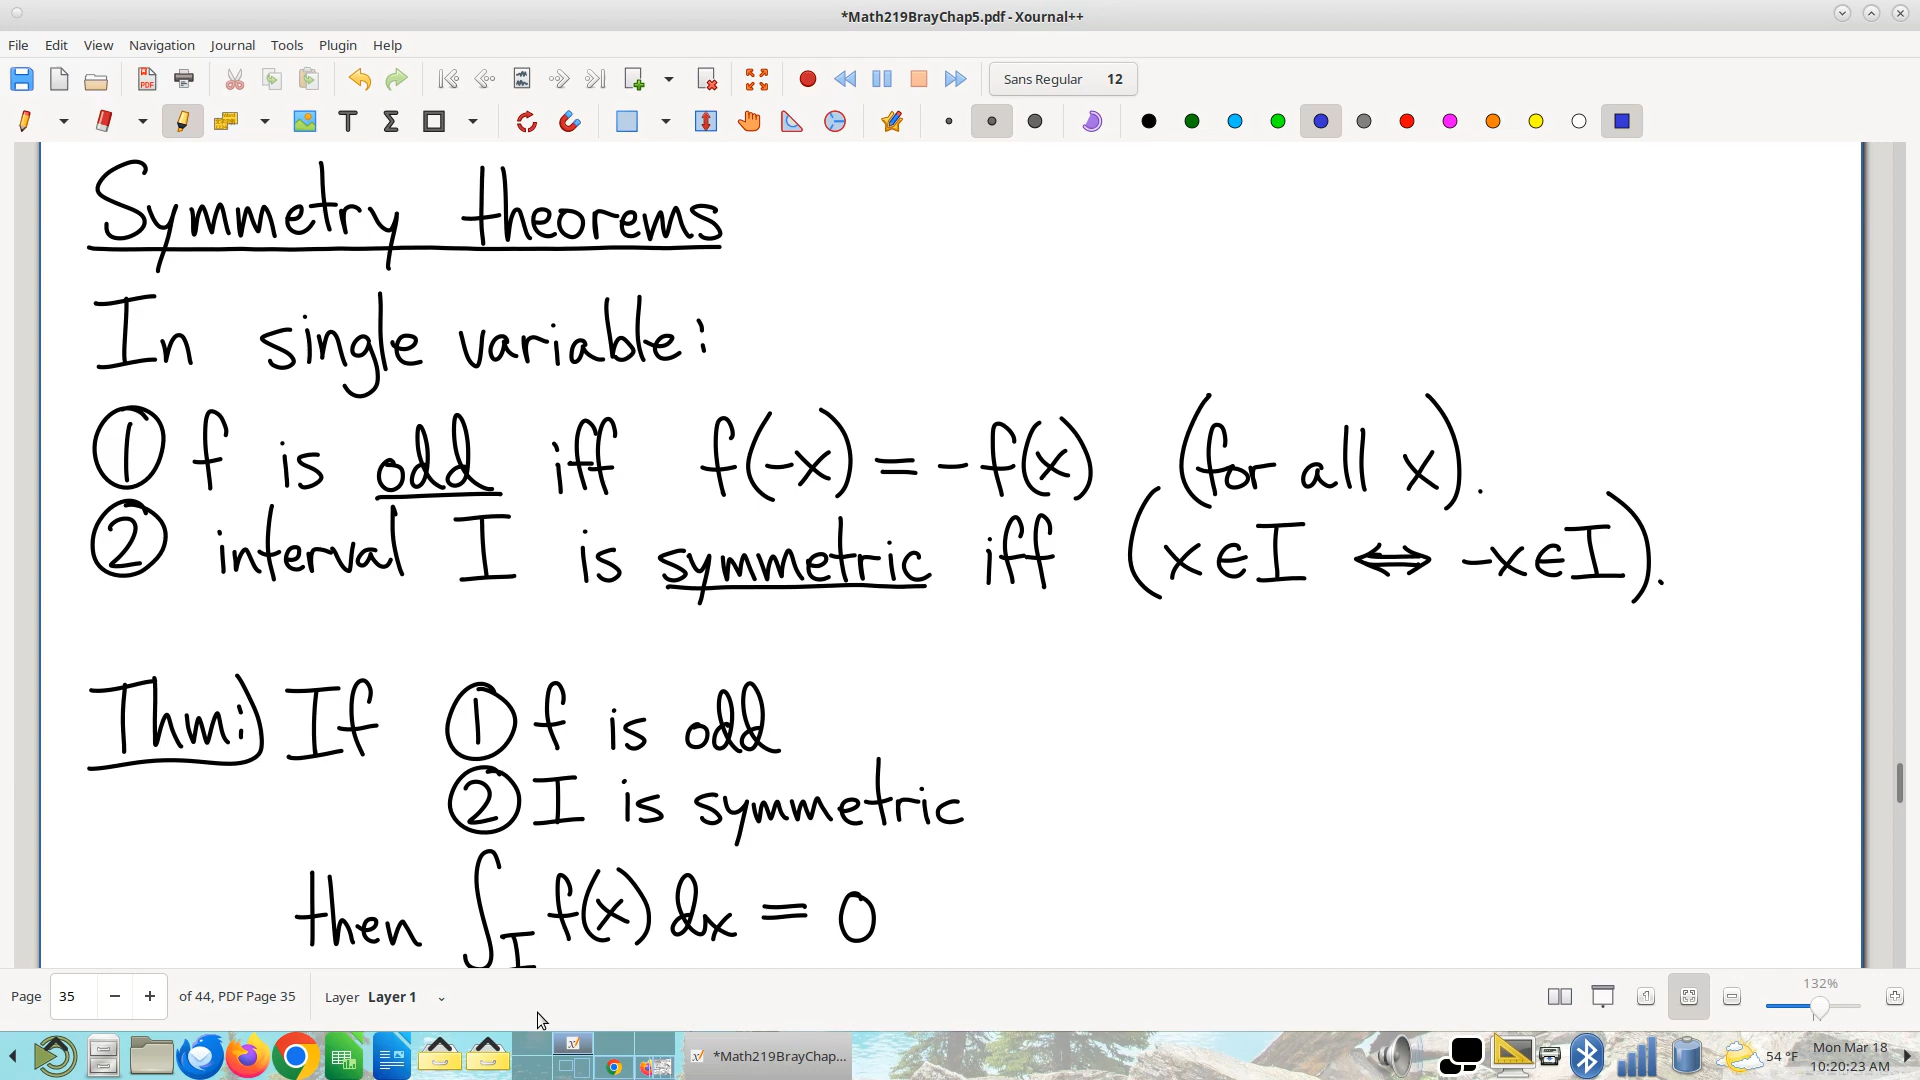 *Math219BrayChap5.pdf - Xournal++
File Edit View Navigation Journal Tools Plugin Help
Sans Regular 12
Symmetry theorems
In single variable:
① f is odd iff f(-x) = -f(x) (for all x).
② interval I is symmetric iff (x∈I ⟺ -x∈I).
Thm: If ① f is odd
② I is symmetric
then ∫_I f(x) dx = 0
Page 35 of 44, PDF Page 35 Layer Layer 1 132%
*Math219BrayChap... 54 °F Mon Mar 18
10:20:23 AM